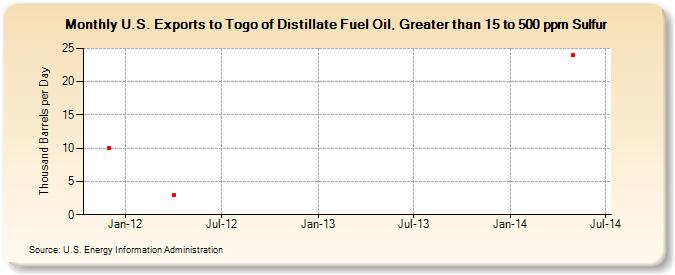 Monthly U.S. Exports to Togo of Distillate Fuel Oil, Greater than 15 to 500 ppm Sulfur
Thousand Barrels per Day
25
20
15
10
5
0
Jan-12 Jul-12 Jan-13 Jul-13 Jan-14 Jul-14
Source: U.S. Energy Information Administration